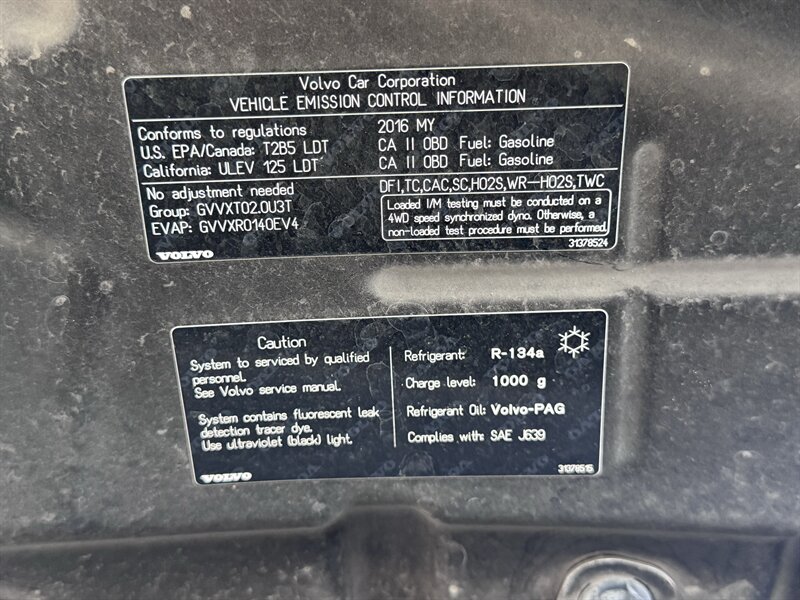 Volvo Car Corporation
VEHICLE EMISSION CONTROL INFORMATION
Conforms to regulations
2016 MY
U.S. EPA/Canada: T2B5 LDT
CA II OBD Fuel: Gasoline
California: ULEV 125 LDT
CA II OBD Fuel: Gasoline
No adjustment needed
Group: GVVXT02.0U3T
EVAP: GVVXR0140EV4
DFI,TC,CAC,SC,HO2S,WR-HO2S,TWC
Loaded I/M testing must be conducted on a
4WD speed synchronized dyno. Otherwise, a
non-loaded test procedure must be performed.
VOLVO
31378524
Caution
System to serviced by qualified
personnel.
See Volvo service manual.
System contains fluorescent leak
detection tracer dye.
Use ultraviolet (black) light.
Refrigerant: R-134a
Charge level: 1000 g
Refrigerant Oil: Volvo-PAG
Complies with: SAE J639
VOLVO
31378515